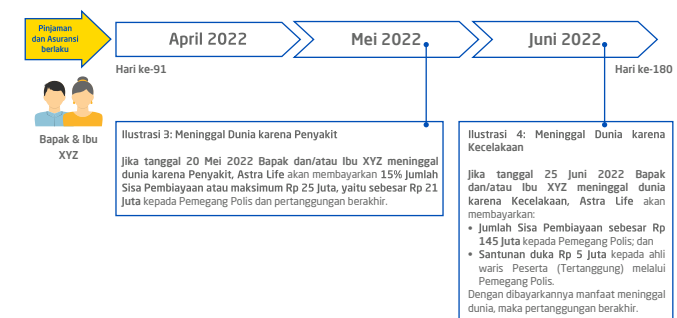 Pinjaman
dan Asuransi
berlaku
April 2022
Mei 2022
Juni 2022
Hari ke-91
Hari ke-180
Bapak & Ibu
XYZ
Ilustrasi 3: Meninggal Dunia karena Penyakit
Jika tanggal 20 Mei 2022 Bapak dan/atau Ibu XYZ meninggal
dunia karena Penyakit, Astra Life akan membayarkan 15% Jumlah
Sisa Pembiayaan atau maksimum Rp 25 Juta, yaitu sebesar Rp 21
Juta kepada Pemegang Polis dan pertanggungan berakhir.
Ilustrasi 4: Meninggal Dunia karena
Kecelakaan
Jika tanggal 25 Juni 2022 Bapak
dan/atau Ibu XYZ meninggal dunia
karena Kecelakaan, Astra Life akan
membayarkan:
• Jumlah Sisa Pembiayaan sebesar Rp
145 Juta kepada Pemegang Polis; dan
• Santunan duka Rp 5 Juta kepada ahli
waris Peserta (Tertanggung) melalui
Pemegang Polis.
Dengan dibayarkannya manfaat meninggal
dunia, maka pertanggungan berakhir.